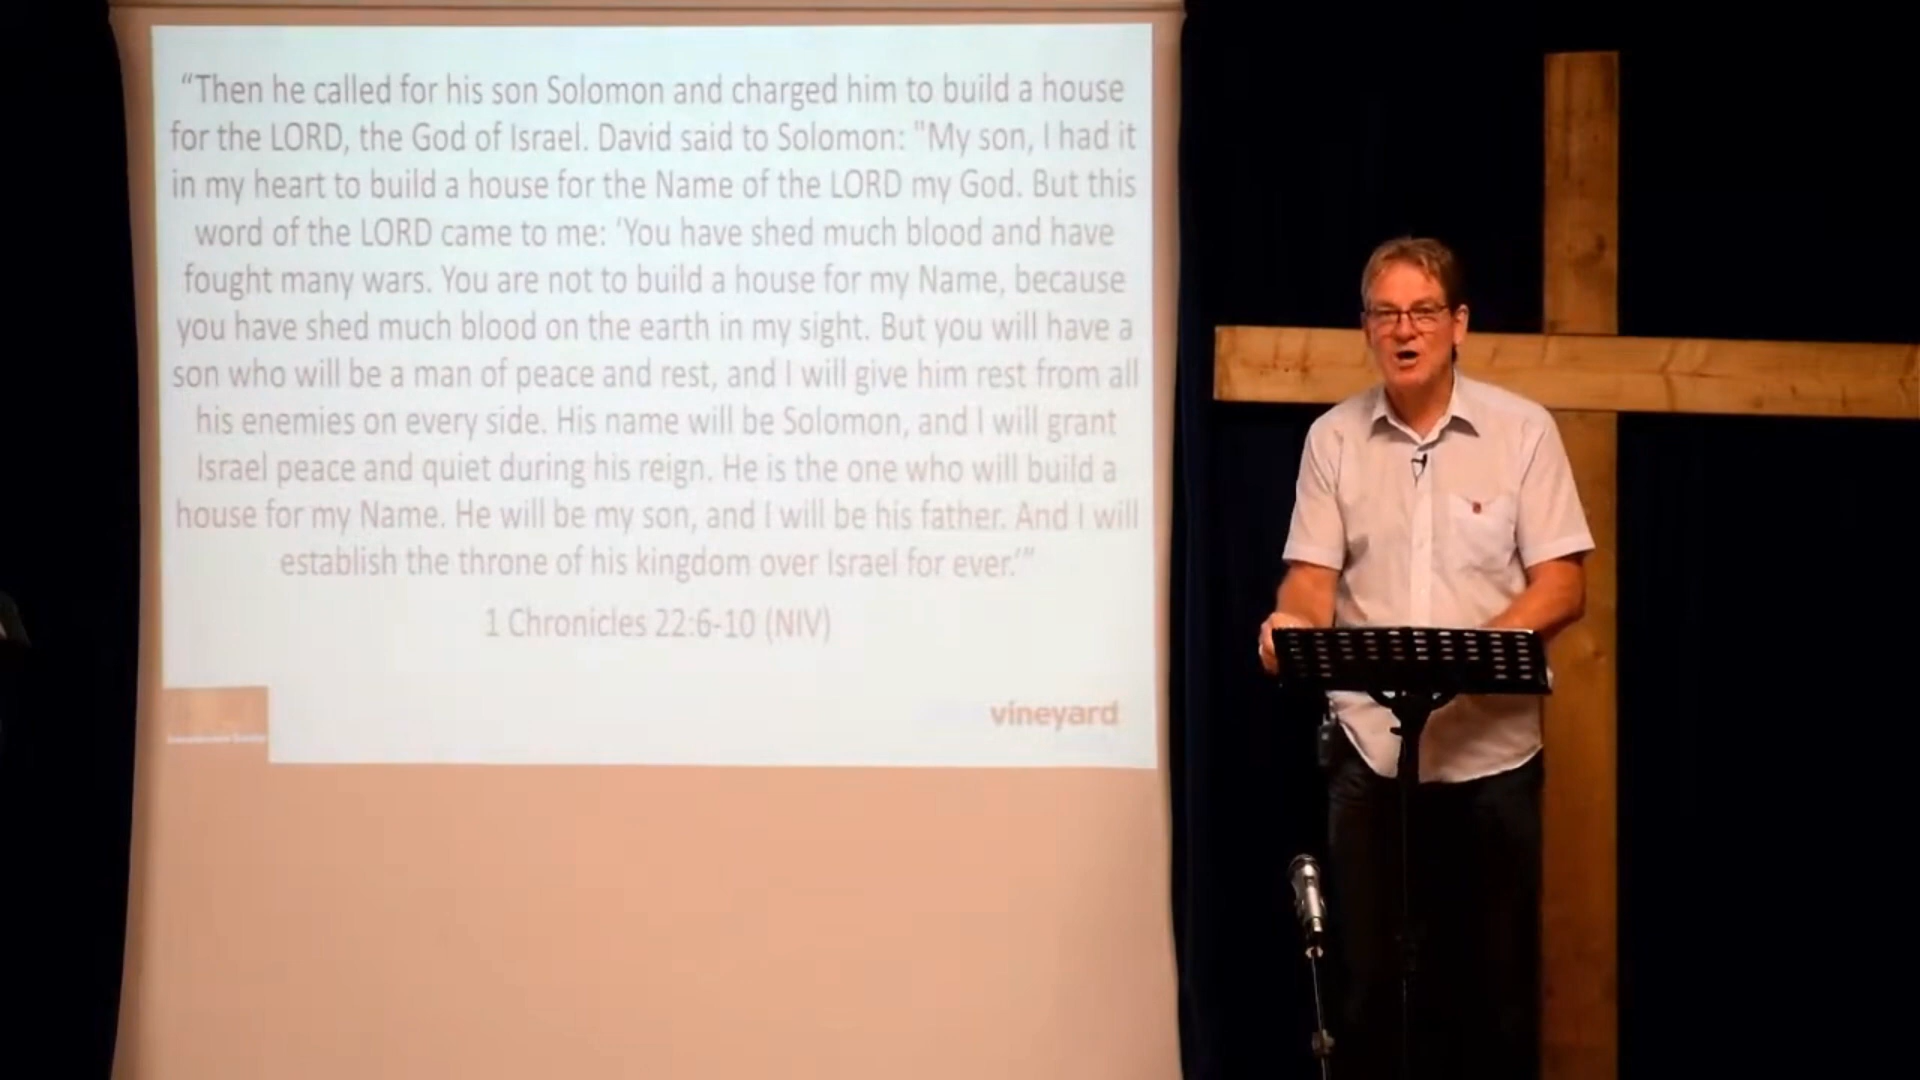 “Then he called for his son Solomon and charged him to build a house
for the LORD, the God of Israel. David said to Solomon: "My son, I had it
in my heart to build a house for the Name of the LORD my God. But this
word of the LORD came to me: ‘You have shed much blood and have
fought many wars. You are not to build a house for my Name, because
you have shed much blood on the earth in my sight. But you will have a
son who will be a man of peace and rest, and I will give him rest from all
his enemies on every side. His name will be Solomon, and I will grant
Israel peace and quiet during his reign. He is the one who will build a
house for my Name. He will be my son, and I will be his father. And I will
establish the throne of his kingdom over Israel for ever.’”
1 Chronicles 22:6-10 (NIV)
vineyard